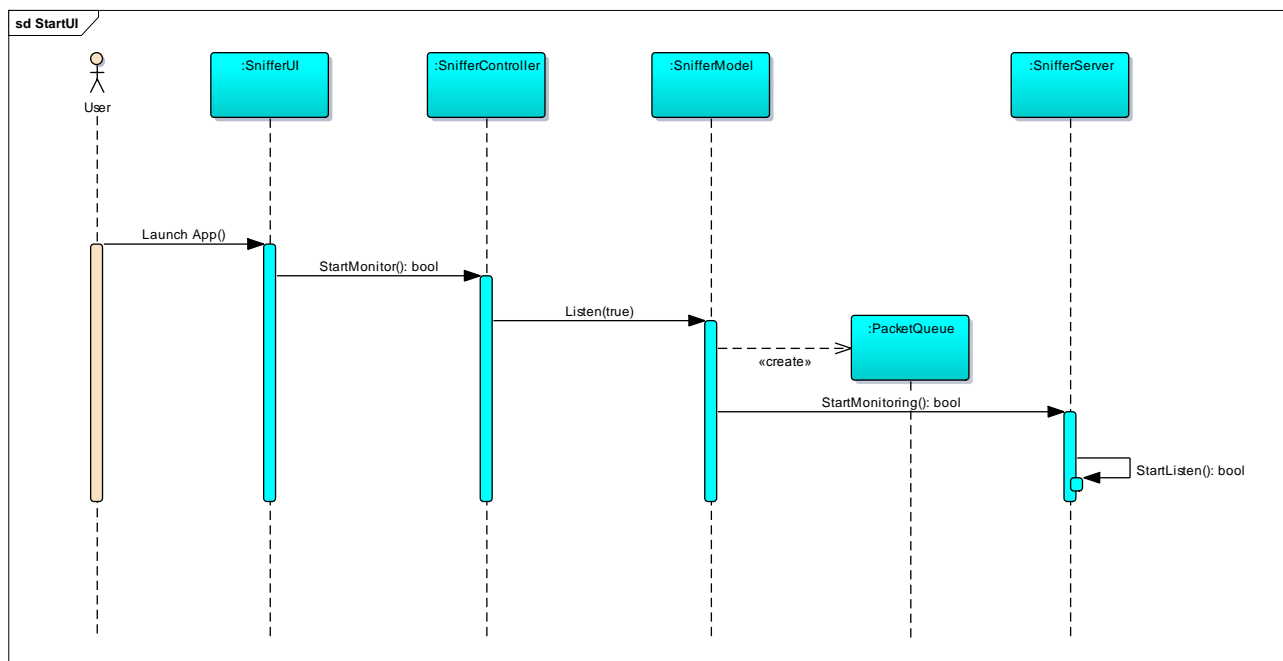 sd StartUI
:SnifferUI
:SnifferController
:SnifferModel
:SnifferServer
User
Launch App()
StartMonitor(): bool
Listen(true)
:PacketQueue
«create»
StartMonitoring(): bool
StartListen(): bool